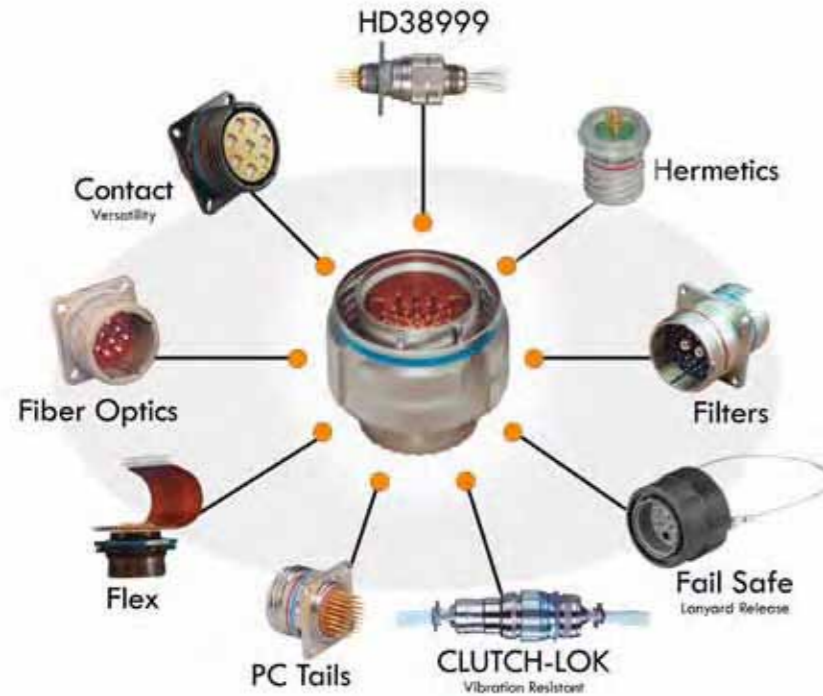 HD38999
Hermetics
Contact
Versatility
Fiber Optics
Filters
Flex
Fail Safe
Lanyard Release
PC Tails
CLUTCH-LOK
Vibration Resistant